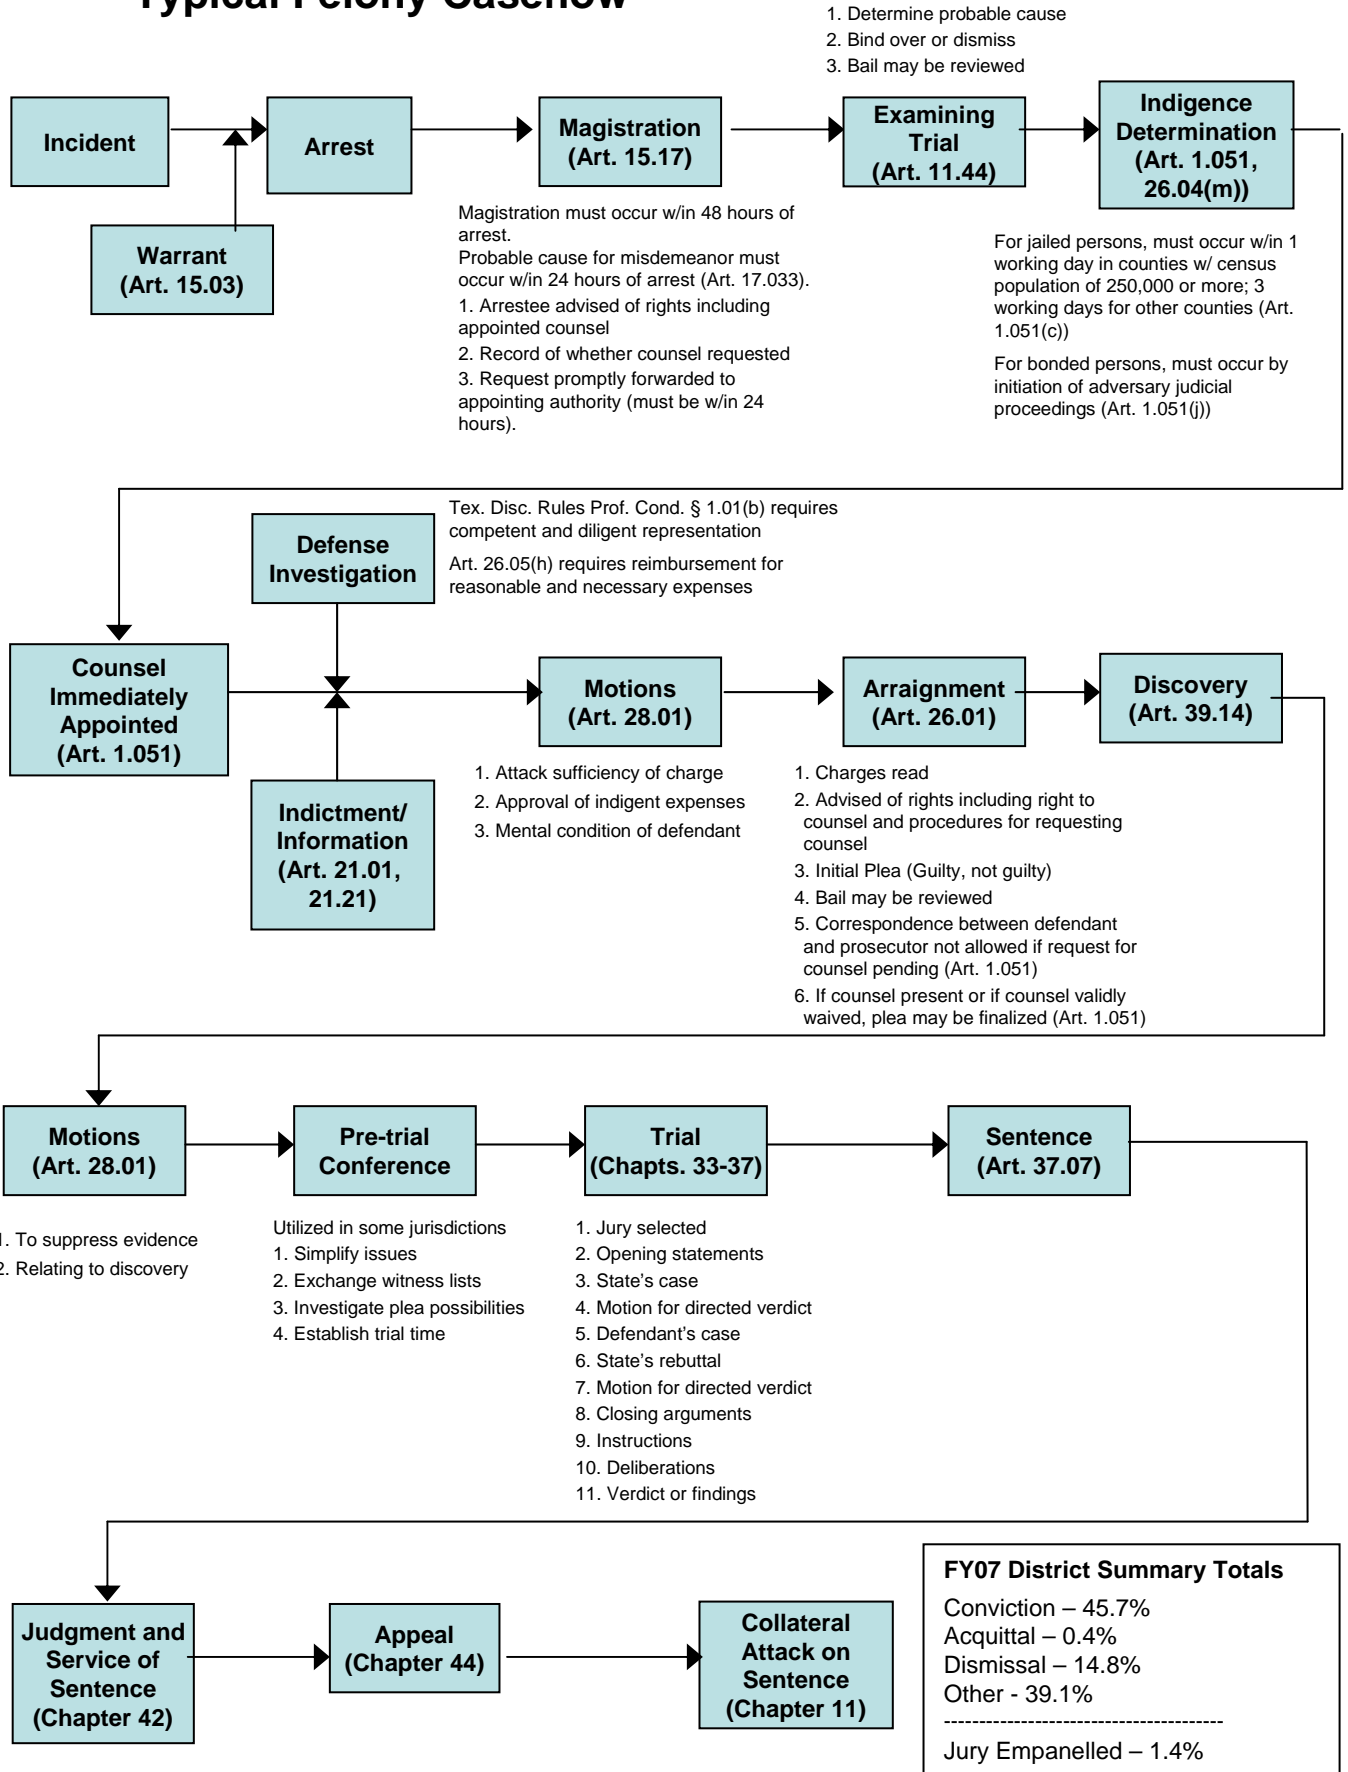 Typical Felony Caseflow
1. Determine probable cause
2. Bind over or dismiss
3. Bail may be reviewed
Incident
Arrest
Magistration
(Art. 15.17)
Examining
Trial
(Art. 11.44)
Indigence
Determination
(Art. 1.051,
26.04(m))
Warrant
(Art. 15.03)
Magistration must occur w/in 48 hours of
arrest.
Probable cause for misdemeanor must
occur w/in 24 hours of arrest (Art. 17.033).
1. Arrestee advised of rights including
appointed counsel
2. Record of whether counsel requested
3. Request promptly forwarded to
appointing authority (must be w/in 24
hours).
For jailed persons, must occur w/in 1
working day in counties w/ census
population of 250,000 or more; 3
working days for other counties (Art.
1.051(c))
For bonded persons, must occur by
initiation of adversary judicial
proceedings (Art. 1.051(j))
Defense
Investigation
Tex. Disc. Rules Prof. Cond. § 1.01(b) requires
competent and diligent representation
Art. 26.05(h) requires reimbursement for
reasonable and necessary expenses
Counsel
Immediately
Appointed
(Art. 1.051)
Motions
(Art. 28.01)
Arraignment
(Art. 26.01)
Discovery
(Art. 39.14)
Indictment/
Information
(Art. 21.01,
21.21)
1. Attack sufficiency of charge
2. Approval of indigent expenses
3. Mental condition of defendant
1. Charges read
2. Advised of rights including right to
counsel and procedures for requesting
counsel
3. Initial Plea (Guilty, not guilty)
4. Bail may be reviewed
5. Correspondence between defendant
and prosecutor not allowed if request for
counsel pending (Art. 1.051)
6. If counsel present or if counsel validly
waived, plea may be finalized (Art. 1.051)
Motions
(Art. 28.01)
Pre-trial
Conference
Trial
(Chapts. 33-37)
Sentence
(Art. 37.07)
1. To suppress evidence
2. Relating to discovery
Utilized in some jurisdictions
1. Simplify issues
2. Exchange witness lists
3. Investigate plea possibilities
4. Establish trial time
1. Jury selected
2. Opening statements
3. State’s case
4. Motion for directed verdict
5. Defendant’s case
6. State’s rebuttal
7. Motion for directed verdict
8. Closing arguments
9. Instructions
10. Deliberations
11. Verdict or findings
Judgment and
Service of
Sentence
(Chapter 42)
Appeal
(Chapter 44)
Collateral
Attack on
Sentence
(Chapter 11)
FY07 District Summary Totals
Conviction – 45.7%
Acquittal – 0.4%
Dismissal – 14.8%
Other - 39.1%
----------------------------------------
Jury Empanelled – 1.4%